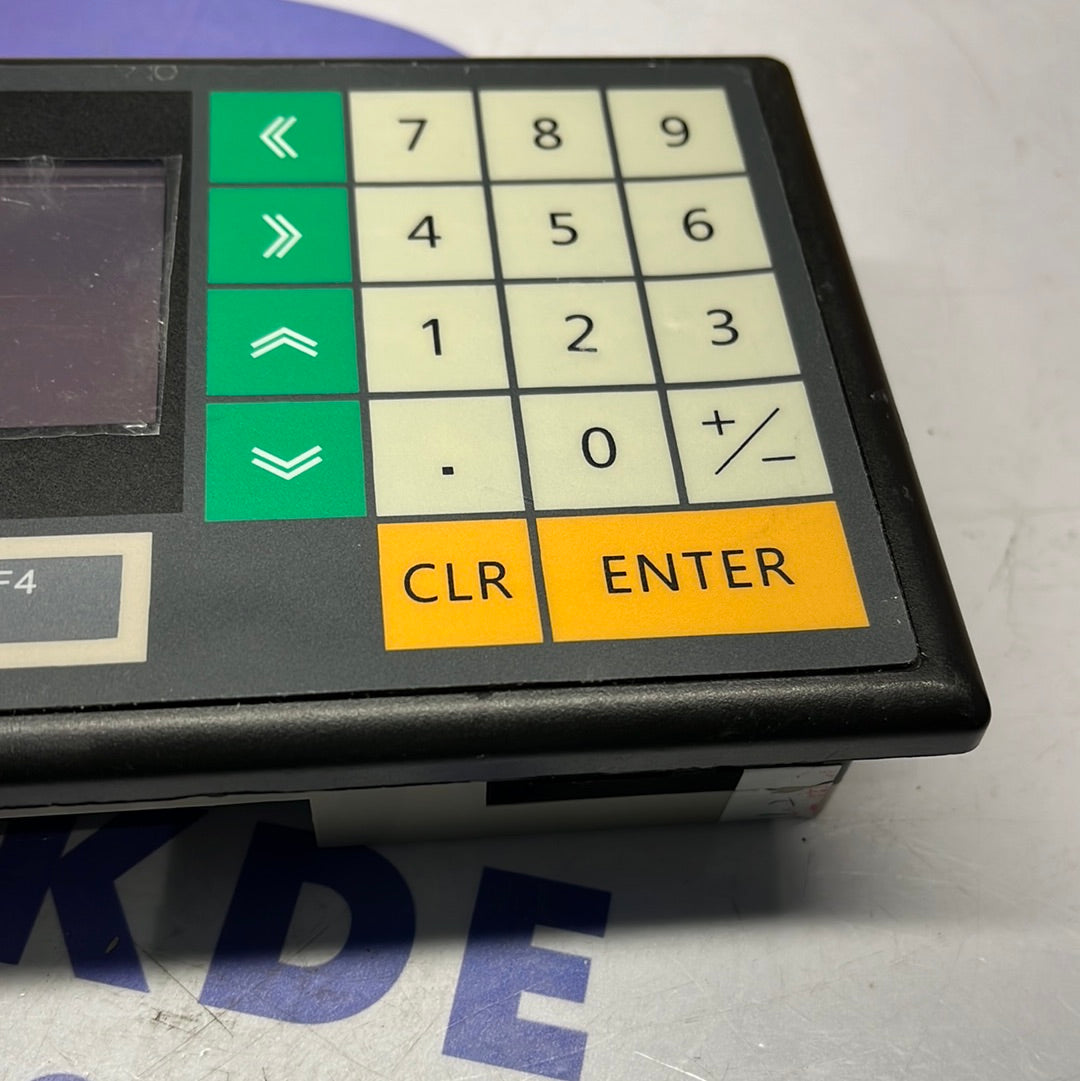 7 8 9
4 5 6
1 2 3
. 0 +/−
F4
CLR ENTER
KDE